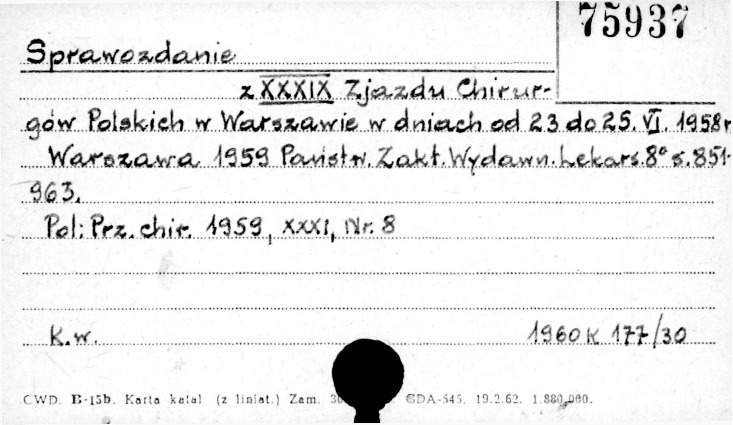 75937
Sprawozdanie
z XXXIX Zjazdu Chirur-
gów Polskich w Warszawie w dniach od 23 do 25. VI. 1958r
Warszawa 1959 Państw. Zakł. Wydawn. Lekars. 8° s. 851-
963.
Pol: Prz. chir. 1959, XXXI, Nr. 8
K.w. 1960 K 177/30
CWD. B-15b. Karta katal. (z liniat.) Zam. CDA-545. 19.2.62. 1.880.000.